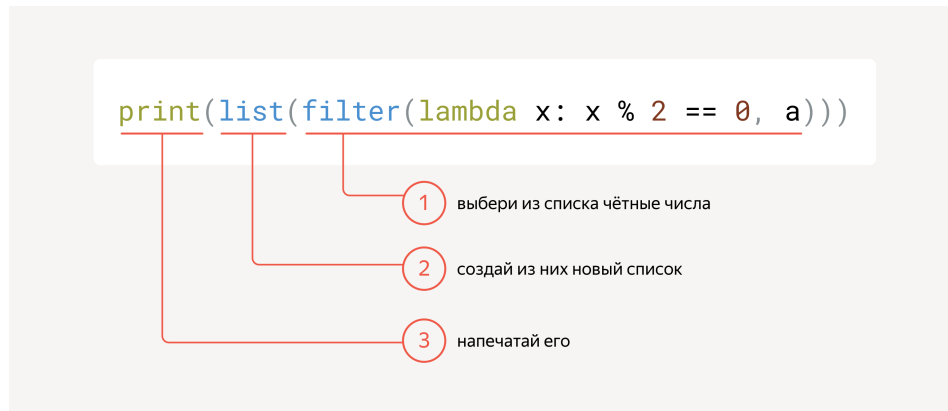 print(list(filter(lambda x: x % 2 == 0, a)))
1 выбери из списка чётные числа
2 создай из них новый список
3 напечатай его